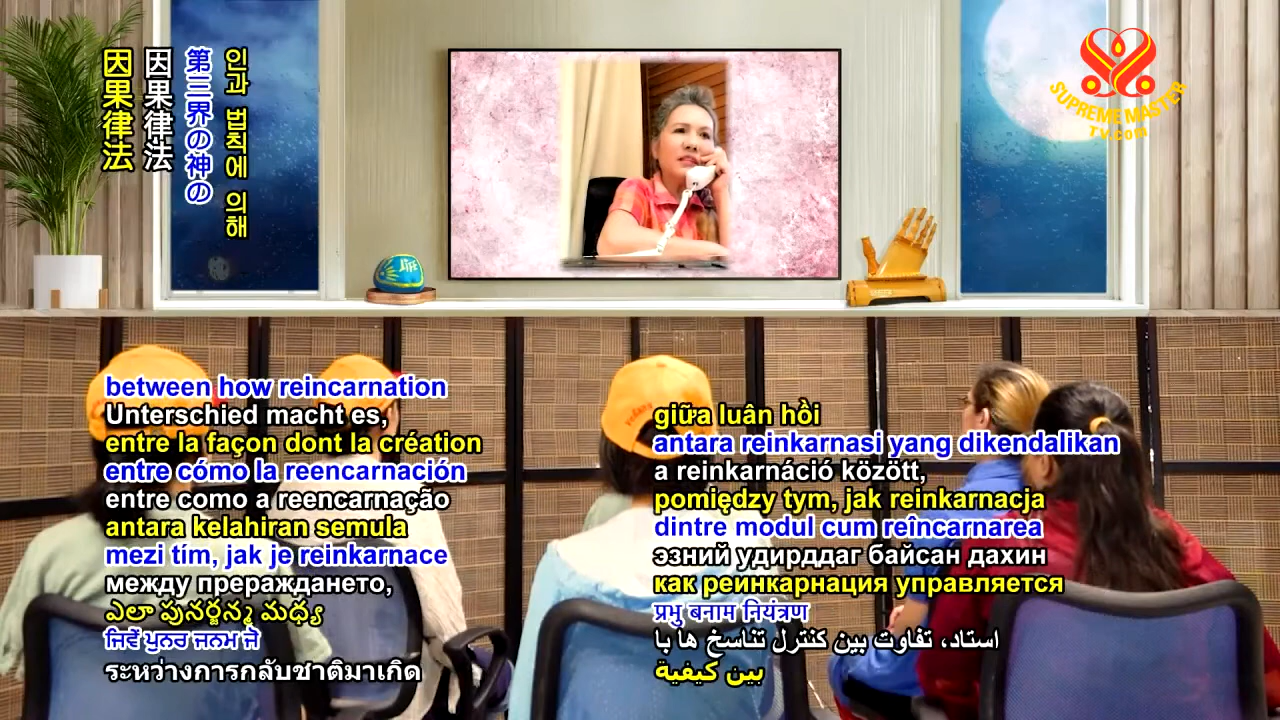 因果律法
因果律法
第三界の神の
인과 법칙에 의해
SUPREME MASTER
TV.com
between how reincarnation
Unterschied macht es,
entre la façon dont la création
entre cómo la reencarnación
entre como a reencarnação
antara kelahiran semula
mezi tím, jak je reinkarnace
между прераждането,
ఎలా పునర్జన్మ మధ్య
ਜਿਵੇਂ ਪੁਨਰ ਜਨਮ ਜੋ
ระหว่างการกลับชาติมาเกิด
giữa luân hồi
antara reinkarnasi yang dikendalikan
a reinkarnáció között,
pomiędzy tym, jak reinkarnacja
dintre modul cum reîncarnarea
эзний удирддаг байсан дахин
как реинкарнация управляется
प्रभु बनाम नियंत्रण
استاد، تفاوت بین کنترل تناسخ ها با
بين كيفية